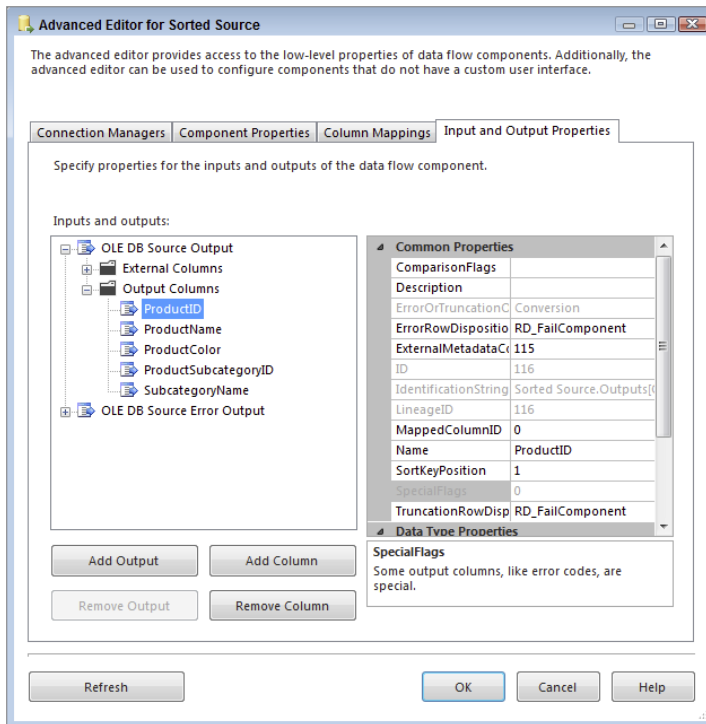 Advanced Editor for Sorted Source
The advanced editor provides access to the low-level properties of data flow components. Additionally, the
advanced editor can be used to configure components that do not have a custom user interface.
Connection Managers Component Properties Column Mappings Input and Output Properties
Specify properties for the inputs and outputs of the data flow component.
Inputs and outputs:
OLE DB Source Output
External Columns
Output Columns
ProductID
ProductName
ProductColor
ProductSubcategoryID
SubcategoryName
OLE DB Source Error Output
Common Properties
ComparisonFlags
Description
ErrorOrTruncationC Conversion
ErrorRowDispositio RD_FailComponent
ExternalMetadataCo 115
ID 116
IdentificationString Sorted Source.Outputs[
LineageID 116
MappedColumnID 0
Name ProductID
SortKeyPosition 1
SpecialFlags 0
TruncationRowDisp RD_FailComponent
Data Type Properties
Add Output Add Column
Remove Output Remove Column
SpecialFlags
Some output columns, like error codes, are
special.
Refresh OK Cancel Help